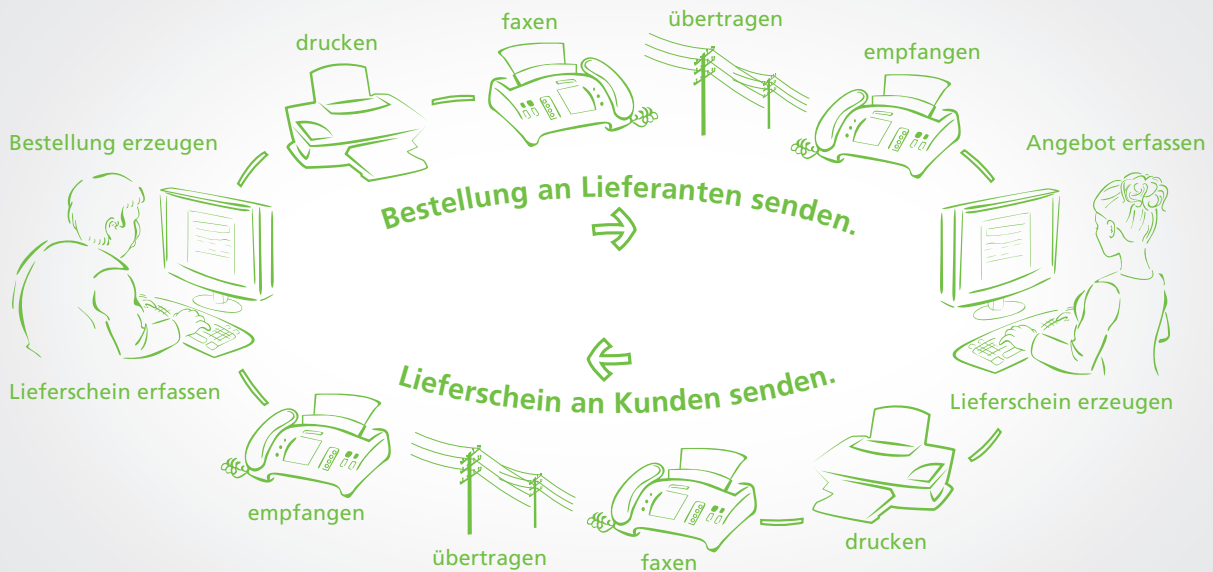 faxen
übertragen
drucken
empfangen
Bestellung erzeugen
Angebot erfassen
Bestellung an Lieferanten senden.
Lieferschein an Kunden senden.
Lieferschein erfassen
Lieferschein erzeugen
empfangen
übertragen
faxen
drucken